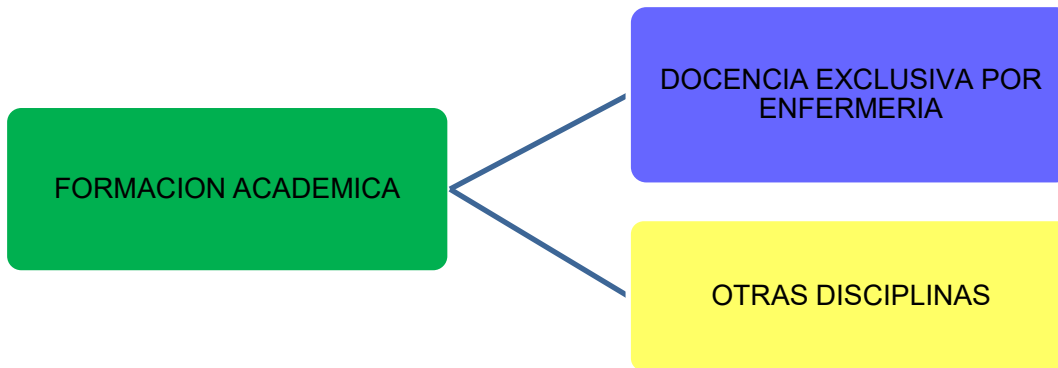 FORMACION ACADEMICA
DOCENCIA EXCLUSIVA POR
ENFERMERIA
OTRAS DISCIPLINAS